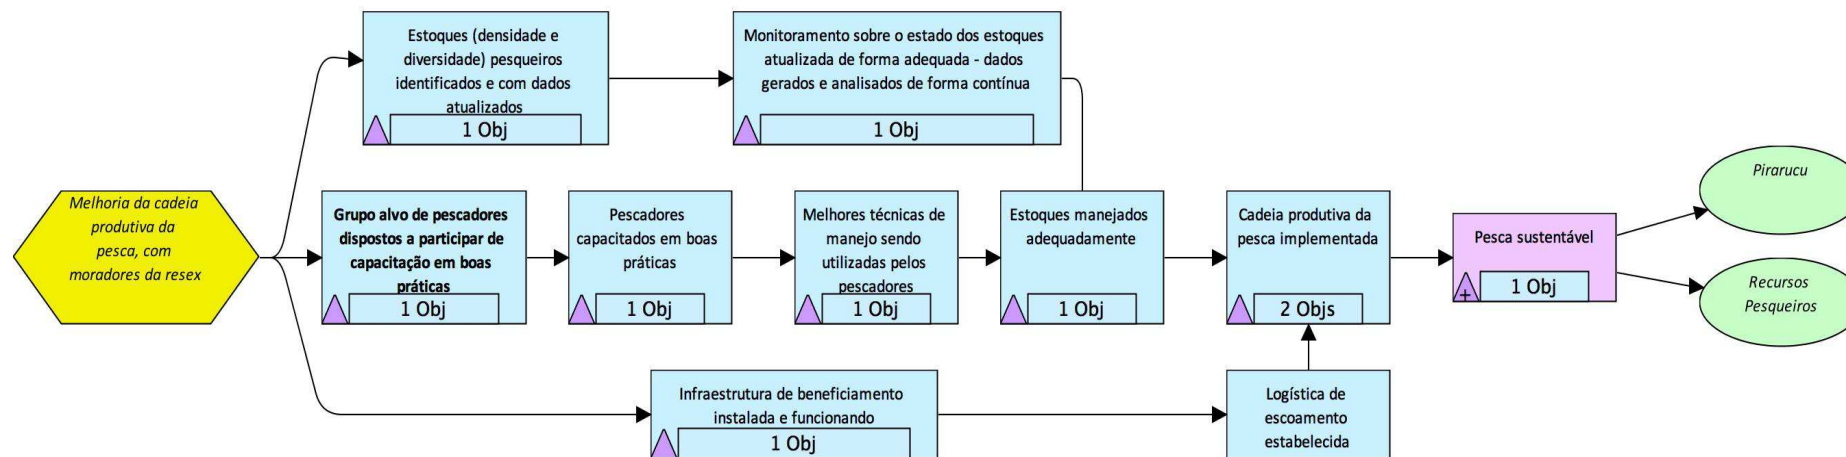 Estoques (densidade e
diversidade) pesqueiros
identificados e com dados
atualizados
1 Obj
Monitoramento sobre o estado dos estoques
atualizada de forma adequada - dados
gerados e analisados de forma contínua
1 Obj
Melhoria da cadeia
produtiva da
pesca, com
moradores da resex
Grupo alvo de pescadores
dispostos a participar de
capacitação em boas
práticas
1 Obj
Pescadores
capacitados em boas
práticas
1 Obj
Melhores técnicas de
manejo sendo
utilizadas pelos
pescadores
1 Obj
Estoques manejados
adequadamente
1 Obj
Cadeia produtiva da
pesca implementada
2 Objs
Pesca sustentável
+
1 Obj
Pirarucu
Recursos
Pesqueiros
Infraestrutura de beneficiamento
instalada e funcionando
1 Obj
Logística de
escoamento
estabelecida